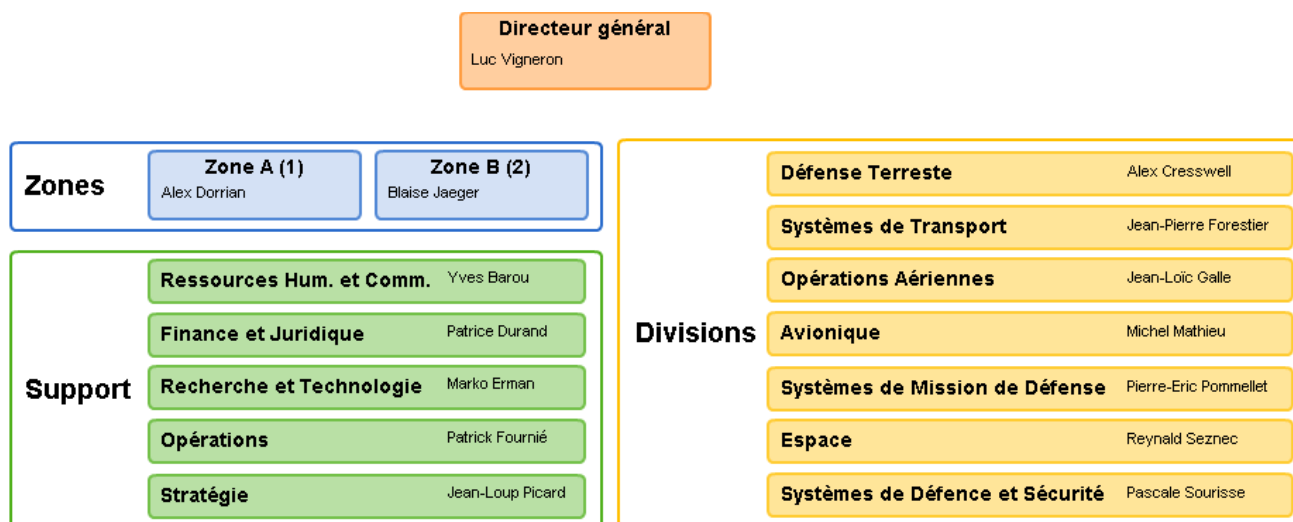 Directeur général
Luc Vigneron
Zones
Zone A (1)
Alex Dorrian
Zone B (2)
Blaise Jaeger
Support
Ressources Hum. et Comm. Yves Barou
Finance et Juridique Patrice Durand
Recherche et Technologie Marko Erman
Opérations Patrick Fournié
Stratégie Jean-Loup Picard
Divisions
Défense Terreste Alex Cresswell
Systèmes de Transport Jean-Pierre Forestier
Opérations Aériennes Jean-Loïc Galle
Avionique Michel Mathieu
Systèmes de Mission de Défense Pierre-Eric Pommellet
Espace Reynald Seznec
Systèmes de Défence et Sécurité Pascale Sourisse